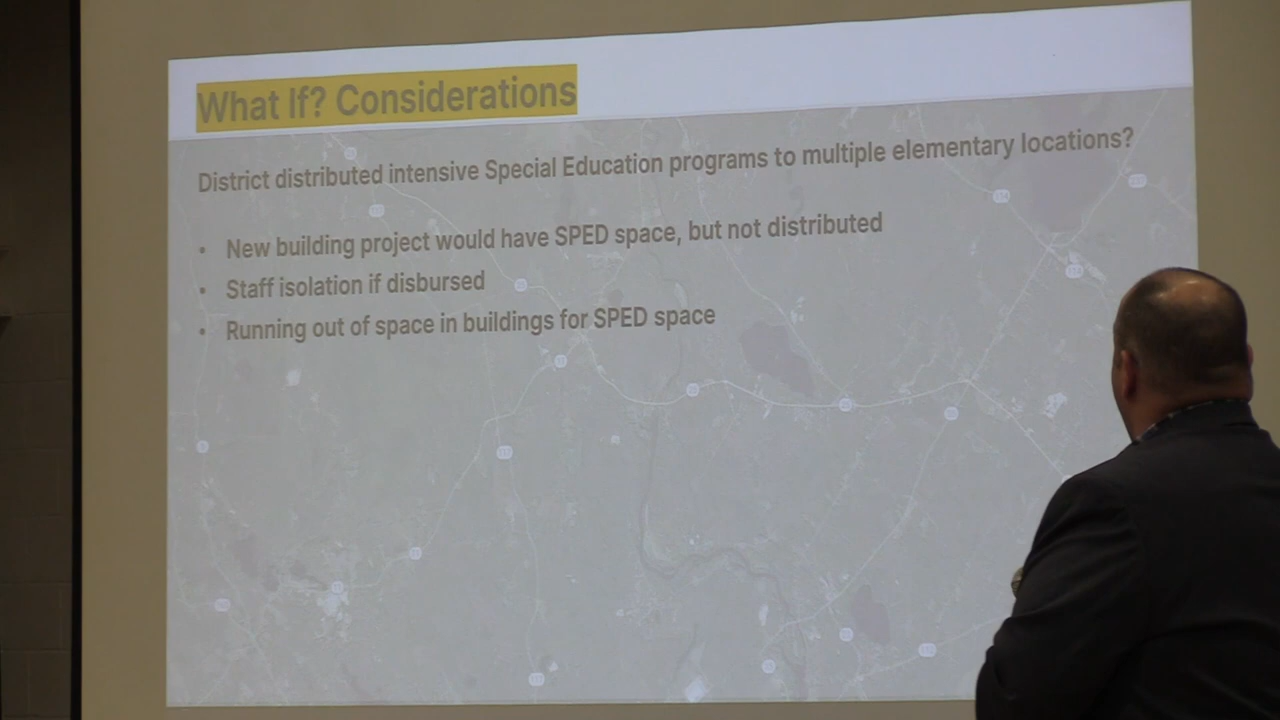 What If? Considerations
District distributed intensive Special Education programs to multiple elementary locations?
• New building project would have SPED space, but not distributed
• Staff isolation if disbursed
• Running out of space in buildings for SPED space